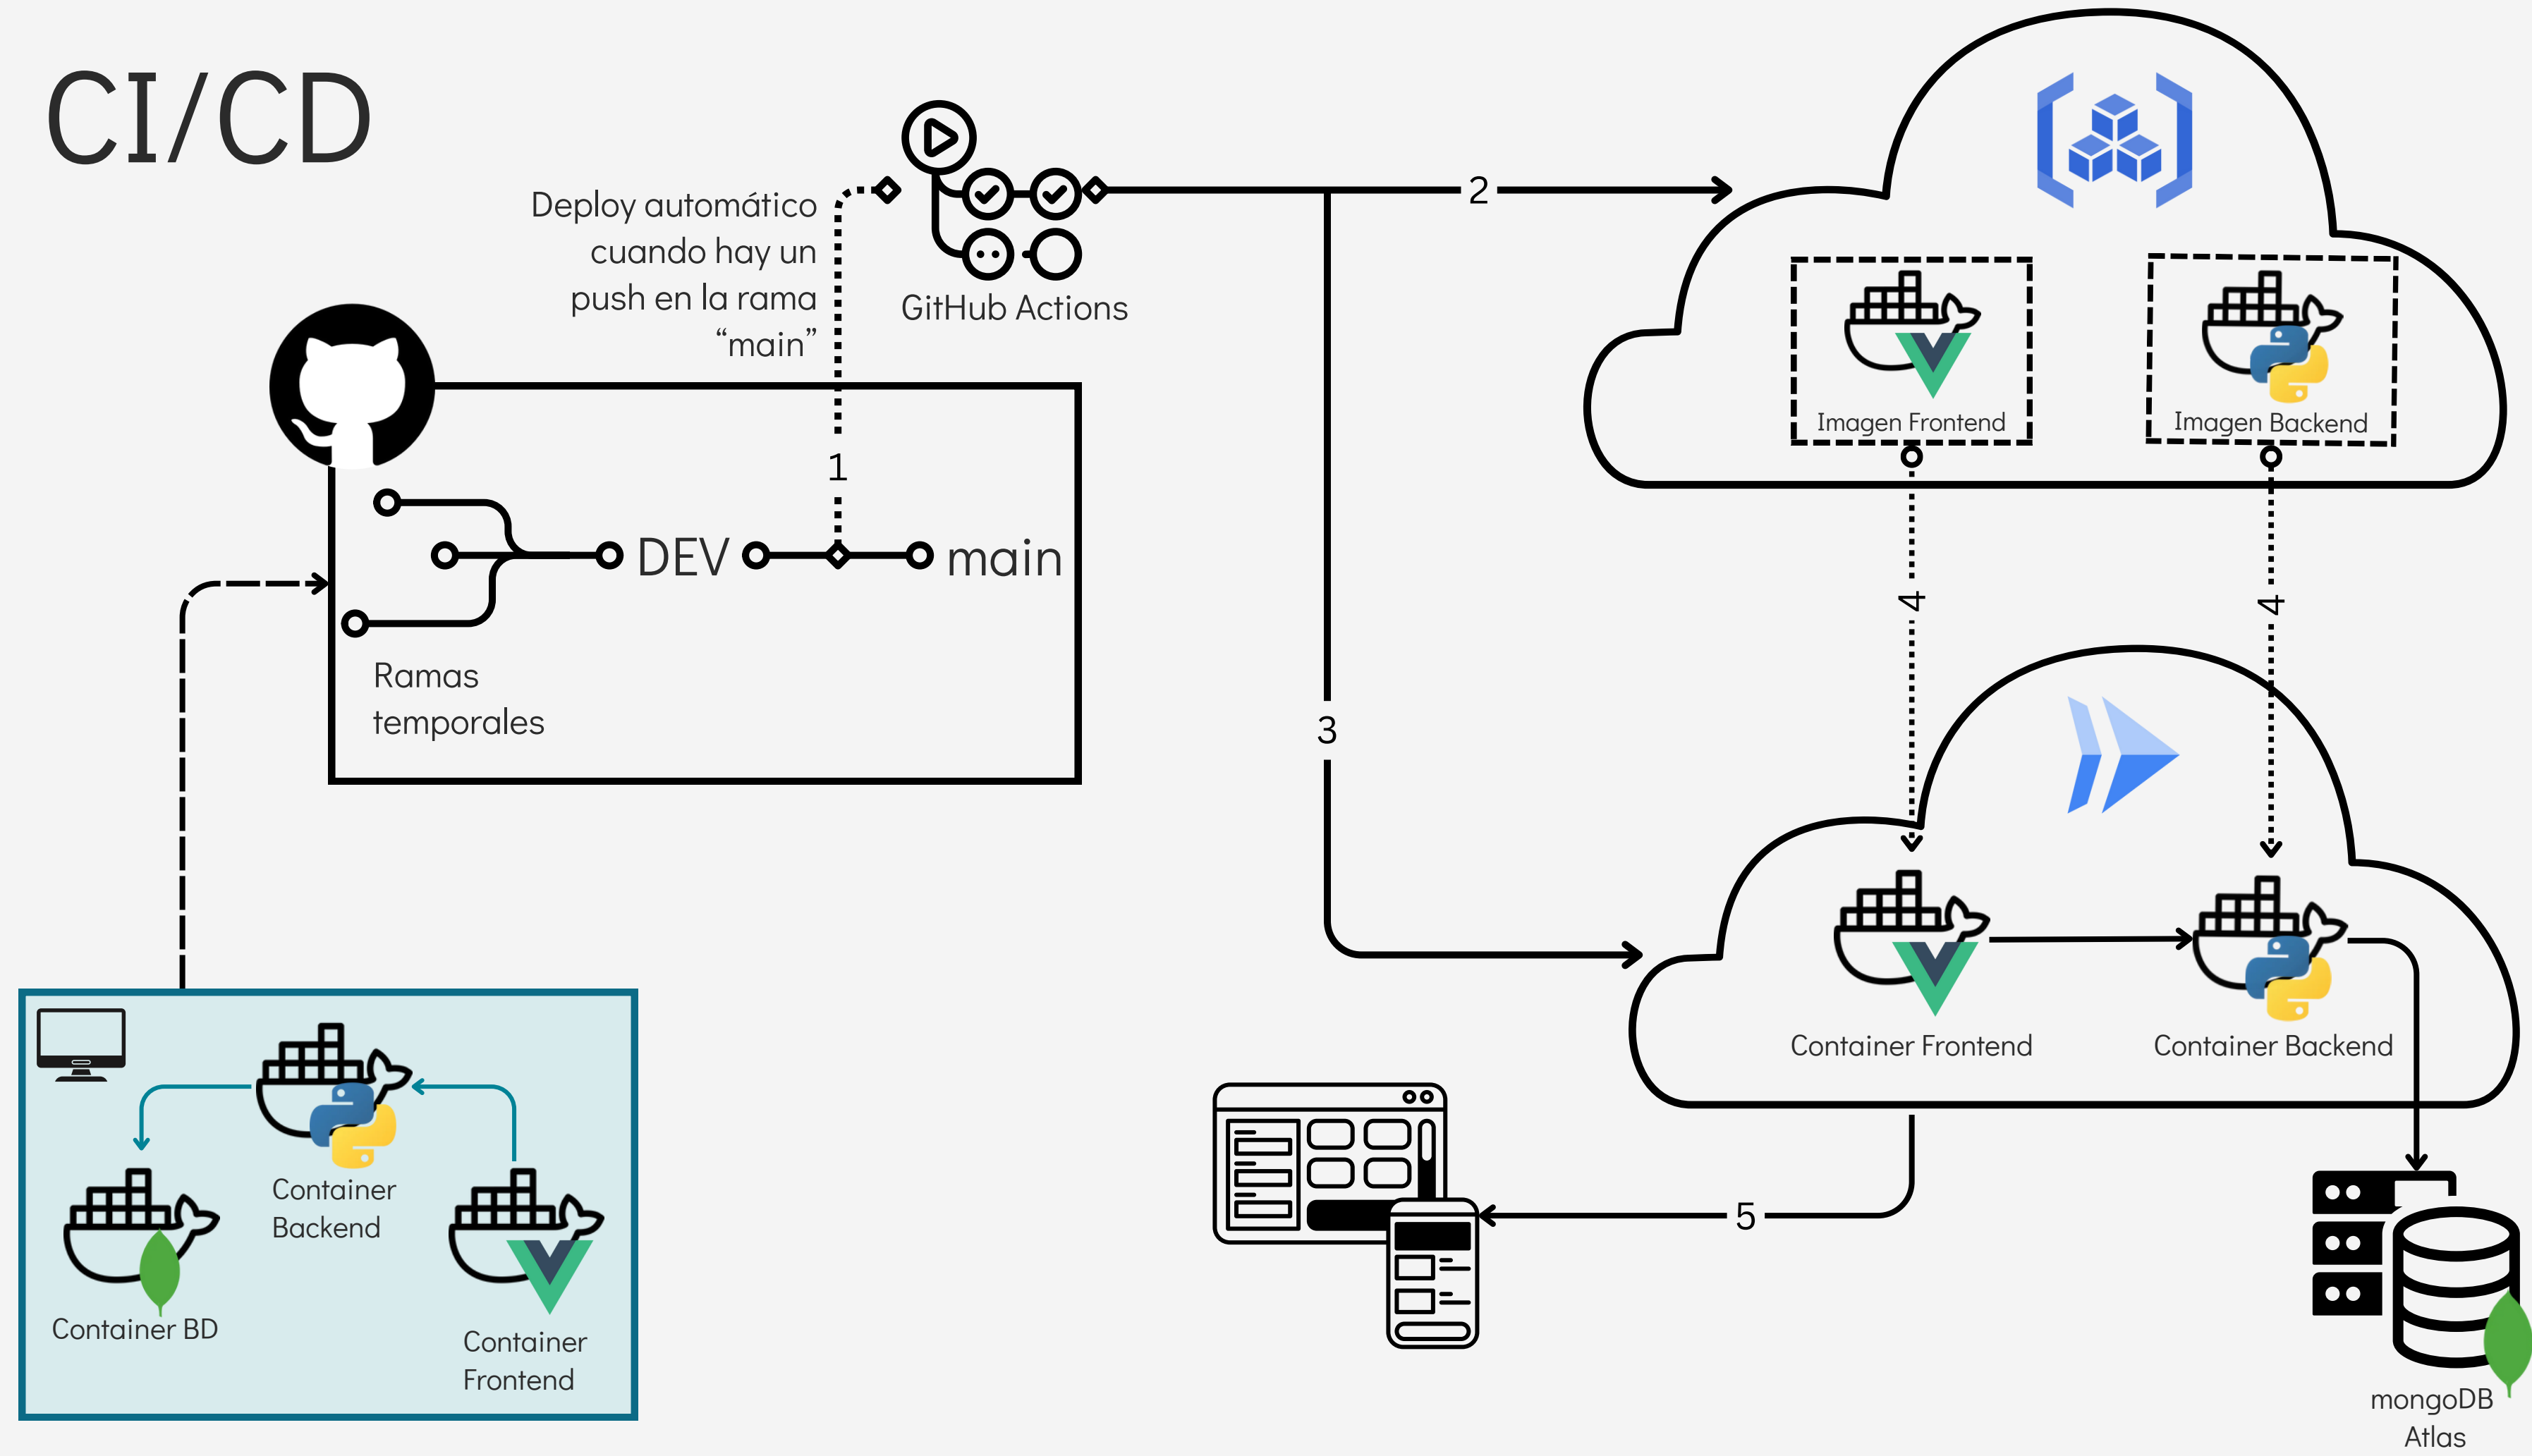 CI/CD
Deploy automático
cuando hay un
push en la rama
“main”
GitHub Actions
1
DEV
main
Ramas
temporales
2
3
Imagen Frontend
Imagen Backend
4
4
Container Frontend
Container Backend
5
mongoDB
Atlas
Container
Backend
Container BD
Container
Frontend